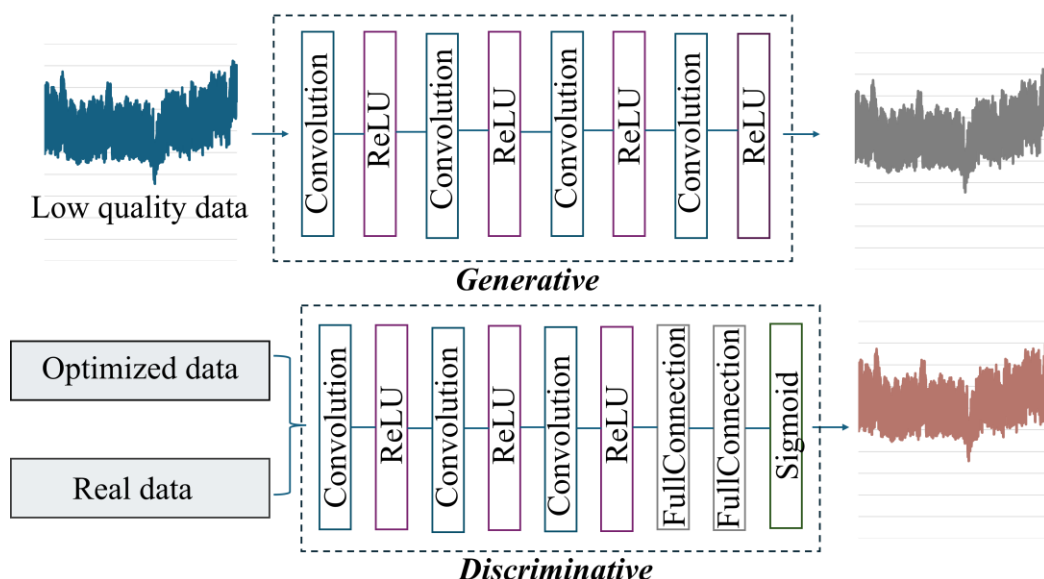 Low quality data
Convolution
ReLU
Convolution
ReLU
Convolution
ReLU
Convolution
ReLU
Generative
Optimized data
Real data
Convolution
ReLU
Convolution
ReLU
Convolution
ReLU
FullConnection
FullConnection
Sigmoid
Discriminative